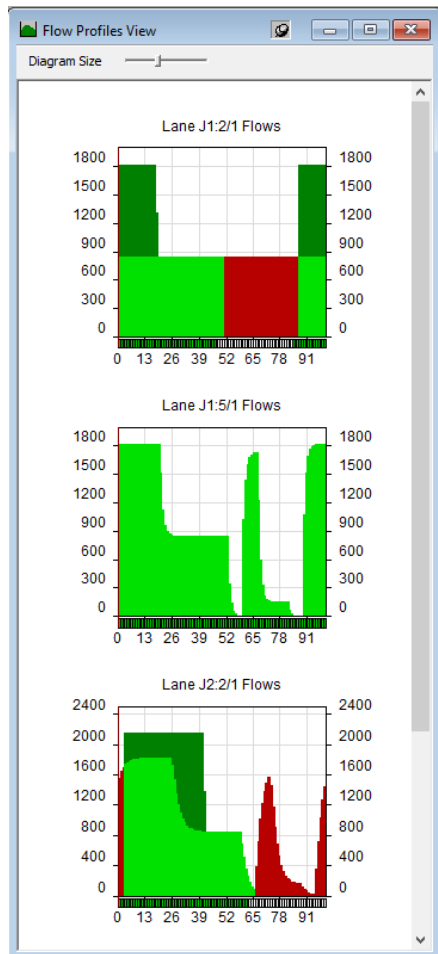 Flow Profiles View
Diagram Size
Lane J1:2/1 Flows
1800 1800
1500 1500
1200 1200
900 900
600 600
300 300
0 0
0 13 26 39 52 65 78 91
Lane J1:5/1 Flows
1800 1800
1500 1500
1200 1200
900 900
600 600
300 300
0 0
0 13 26 39 52 65 78 91
Lane J2:2/1 Flows
2400 2400
2000 2000
1600 1600
1200 1200
800 800
400 400
0 0
0 13 26 39 52 65 78 91